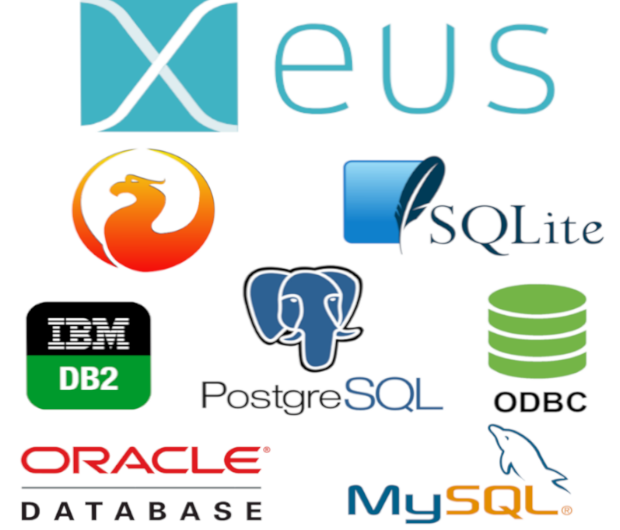 Xeus
SQLite
IBM
DB2
PostgreSQL
ODBC
ORACLE®
DATABASE
MySQL®